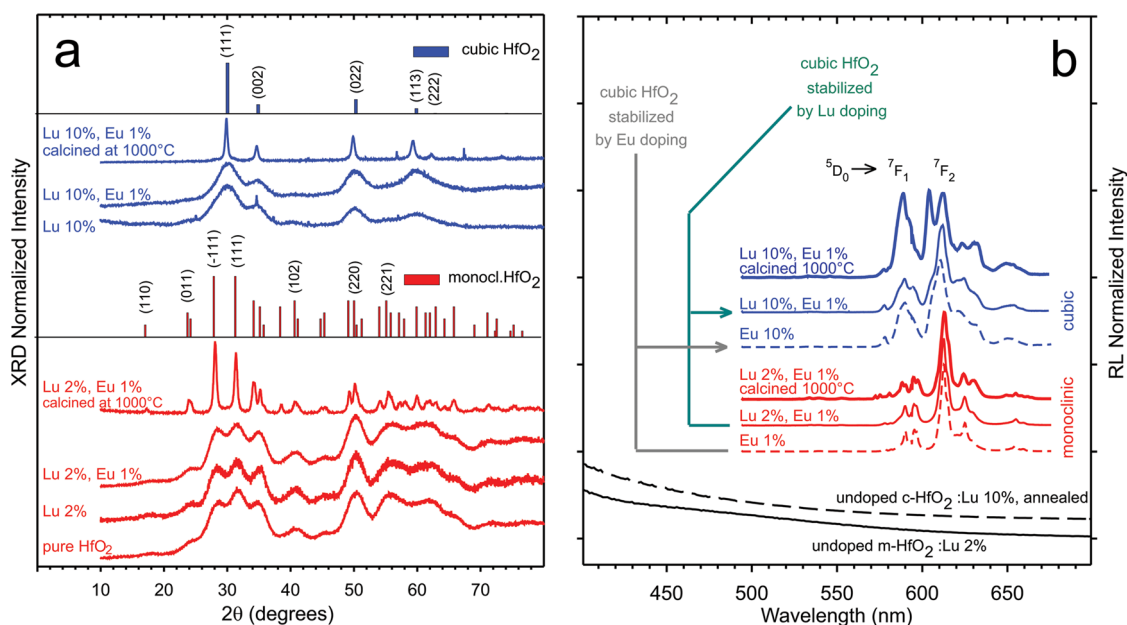 a
(111)
cubic HfO₂
(002)
(022)
(113)
(222)
Lu 10%, Eu 1%
calcined at 1000°C
Lu 10%, Eu 1%
Lu 10%
(110)
(011)
(-111)
(111)
(102)
(220)
(221)
monocl.HfO₂
Lu 2%, Eu 1%
calcined at 1000°C
Lu 2%, Eu 1%
Lu 2%
pure HfO₂
XRD Normalized Intensity
10 20 30 40 50 60 70
2θ (degrees)
b
cubic HfO₂
stabilized
by Lu doping
cubic HfO₂
stabilized
by Eu doping
⁵D₀ → ⁷F₁ ⁷F₂
Lu 10%, Eu 1%
calcined 1000°C
Lu 10%, Eu 1%
Eu 10%
cubic
Lu 2%, Eu 1%
calcined 1000°C
Lu 2%, Eu 1%
Eu 1%
monoclinic
undoped c-HfO₂ :Lu 10%, annealed
undoped m-HfO₂ :Lu 2%
RL Normalized Intensity
450 500 550 600 650
Wavelength (nm)